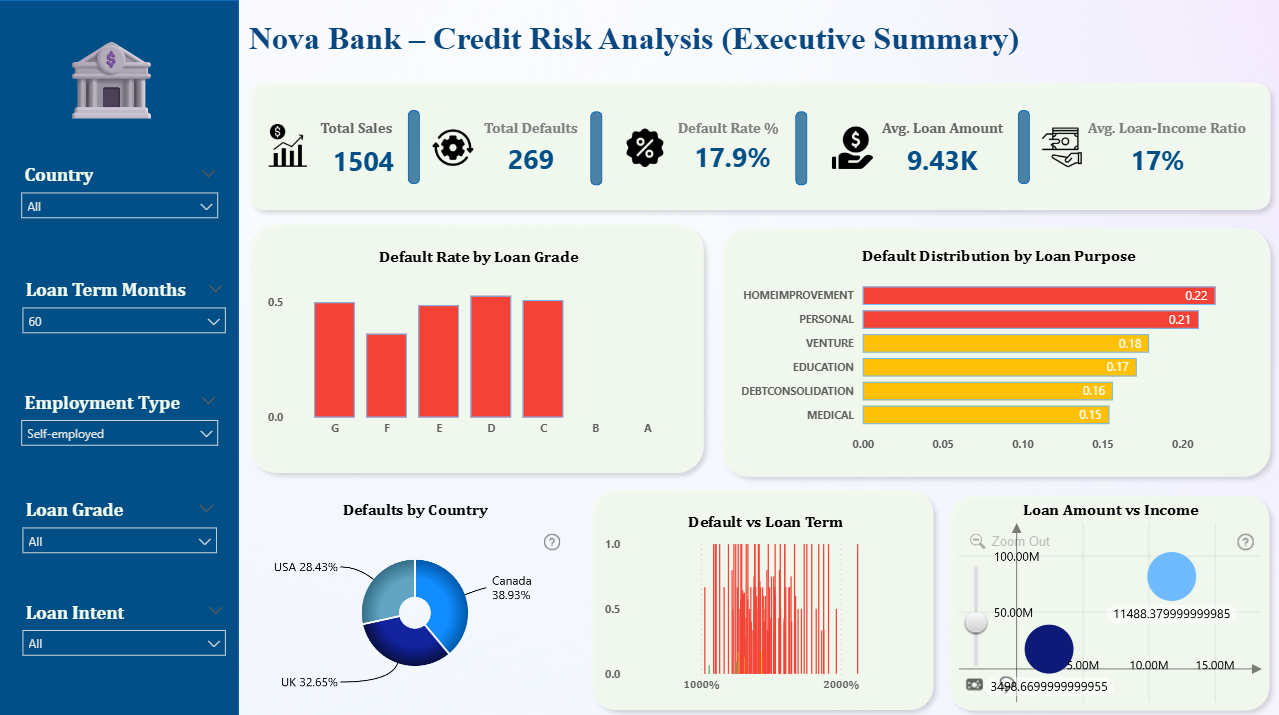 Nova Bank – Credit Risk Analysis (Executive Summary)
Country
All
Loan Term Months
60
Employment Type
Self-employed
Loan Grade
All
Loan Intent
All
Total Sales
1504
Total Defaults
269
Default Rate %
17.9%
Avg. Loan Amount
9.43K
Avg. Loan-Income Ratio
17%
Default Rate by Loan Grade
0.5
0.0
G F E D C B A
Default Distribution by Loan Purpose
HOMEIMPROVEMENT 0.22
PERSONAL 0.21
VENTURE 0.18
EDUCATION 0.17
DEBTCONSOLIDATION 0.16
MEDICAL 0.15
0.00 0.05 0.10 0.15 0.20
Defaults by Country
?
USA 28.43%
Canada
38.93%
UK 32.65%
Default vs Loan Term
1.0
0.5
0.0
1000% 2000%
Loan Amount vs Income
Zoom Out
?
100.00M
50.00M
11488.379999999985
5.00M 10.00M 15.00M
3498.6699999999955